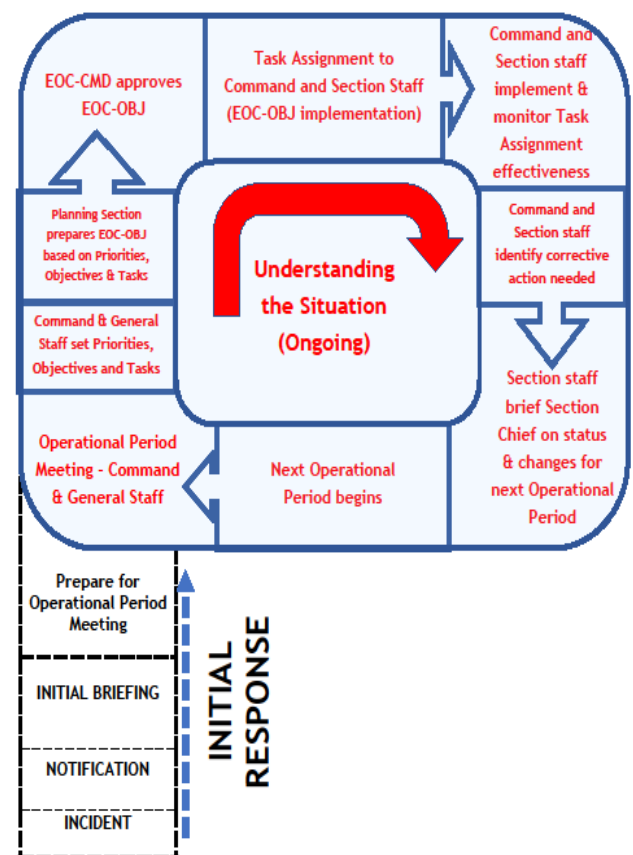 EOC-CMD approves
EOC-OBJ
Task Assignment to
Command and Section Staff
(EOC-OBJ implementation)
Command and
Section staff
implement &
monitor Task
Assignment
effectiveness
Planning Section
prepares EOC-OBJ
based on Priorities,
Objectives & Tasks
Command & General
Staff set Priorities,
Objectives and Tasks
Understanding
the Situation
(Ongoing)
Command and
Section staff
identify corrective
action needed
Section staff
brief Section
Chief on status
& changes for
next Operational
Period
Operational Period
Meeting - Command
& General Staff
Next Operational
Period begins
Prepare for
Operational Period
Meeting
INITIAL BRIEFING
NOTIFICATION
INCIDENT
INITIAL
RESPONSE